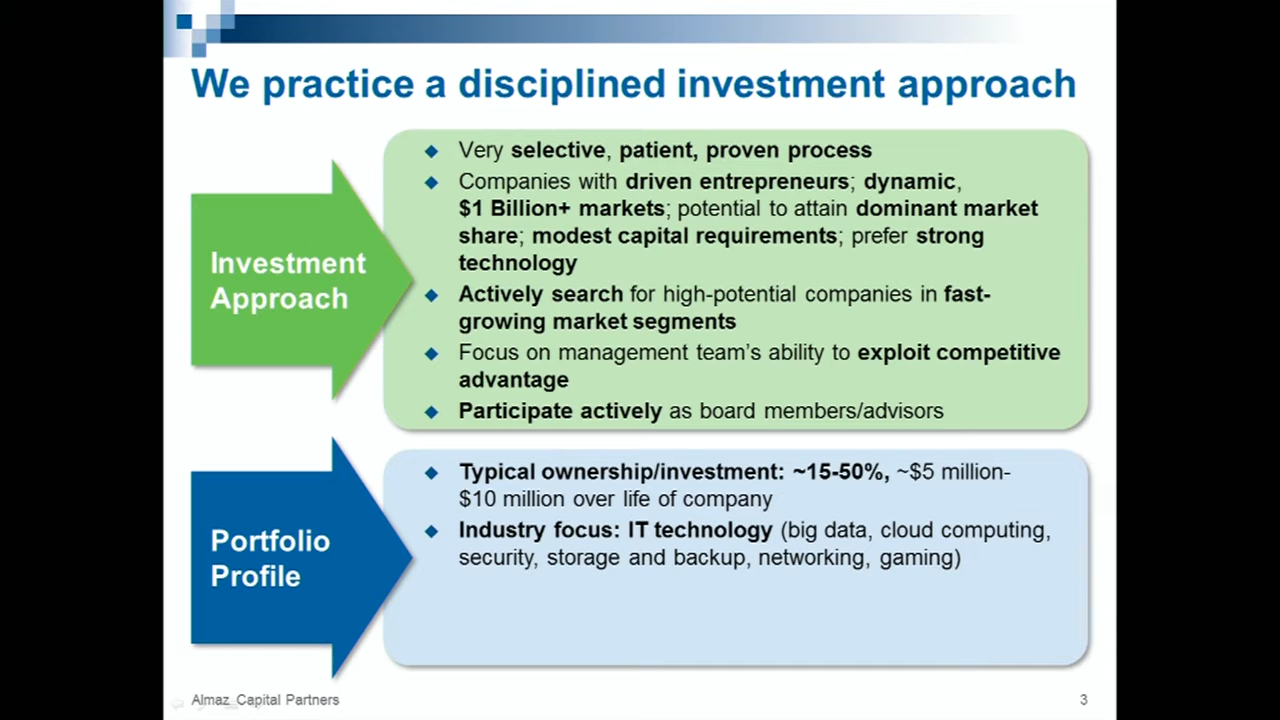 We practice a disciplined investment approach
Investment
Approach
Very selective, patient, proven process
Companies with driven entrepreneurs; dynamic,
$1 Billion+ markets; potential to attain dominant market
share; modest capital requirements; prefer strong
technology
Actively search for high-potential companies in fast-
growing market segments
Focus on management team’s ability to exploit competitive
advantage
Participate actively as board members/advisors
Portfolio
Profile
Typical ownership/investment: ~15-50%, ~$5 million-
$10 million over life of company
Industry focus: IT technology (big data, cloud computing,
security, storage and backup, networking, gaming)
Almaz Capital Partners
3